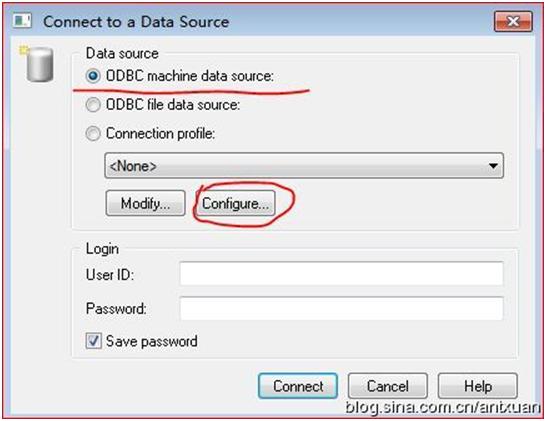 Connect to a Data Source
Data source
ODBC machine data source:
ODBC file data source:
Connection profile:
<None>
Modify... Configure...
Login
User ID:
Password:
Save password
Connect Cancel Help
blog.sina.com.cn/antxuan